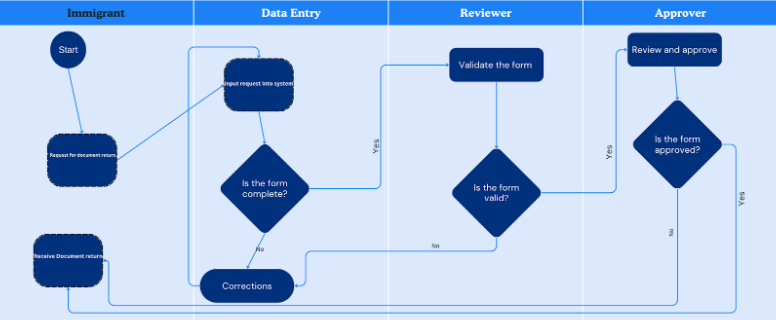 Immigrant
Data Entry
Reviewer
Approver
Start
Request for document return
Receive Document return
Input request into system
Is the form
complete?
Yes
No
Corrections
Validate the form
Is the form
valid?
Yes
No
Review and approve
Is the form
approved?
Yes
No